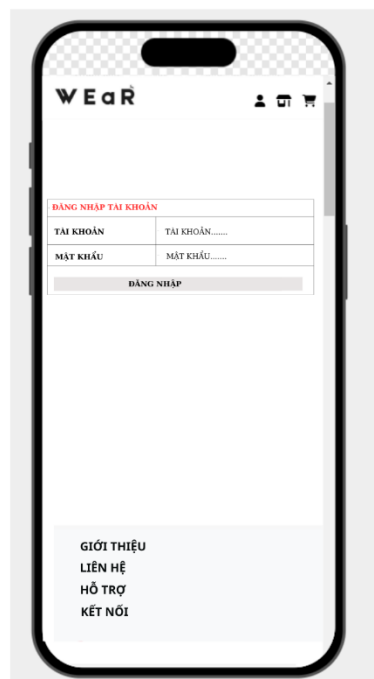 WEaR
ĐĂNG NHẬP TÀI KHOẢN
TÀI KHOẢN TÀI KHOẢN.......
MẬT KHẨU MẬT KHẨU.......
ĐĂNG NHẬP
GIỚI THIỆU
LIÊN HỆ
HỖ TRỢ
KẾT NỐI